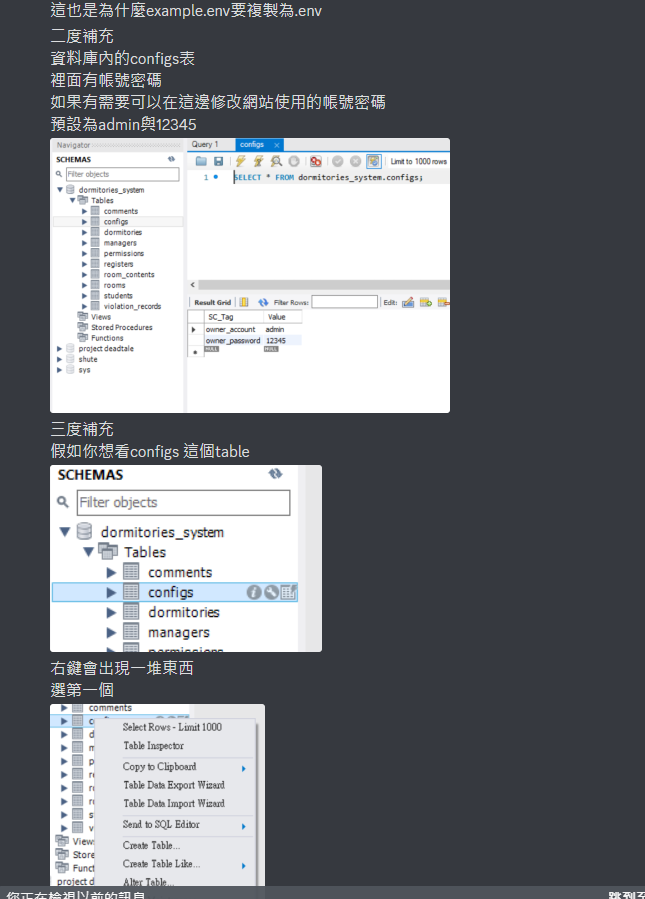 這也是為什麼example.env要複製為.env
二度補充
資料庫內的configs表
裡面有帳號密碼
如果有需要可以在這邊修改網站使用的帳號密碼
預設為admin與12345
Navigator
SCHEMAS
Filter objects
dormitories_system
Tables
comments
configs
dormitories
managers
permissions
registers
room_contents
rooms
students
violation_records
Views
Stored Procedures
Functions
project deadtale
shute
sys
Query 1 configs ×
Limit to 1000 rows
1 SELECT * FROM dormitories_system.configs;
Result Grid Filter Rows: Edit:
SC_Tag Value
owner_account admin
owner_password 12345
NULL NULL
三度補充
假如你想看configs 這個table
SCHEMAS
Filter objects
dormitories_system
Tables
comments
configs
dormitories
managers
permissions
右鍵會出現一堆東西
選第一個
comments
Select Rows - Limit 1000
Table Inspector
Copy to Clipboard
Table Data Export Wizard
Table Data Import Wizard
Send to SQL Editor
Create Table...
Create Table Like...
Alter Table...
View
Store
Funct
project d
您正在檢視以前的訊息
跳到至